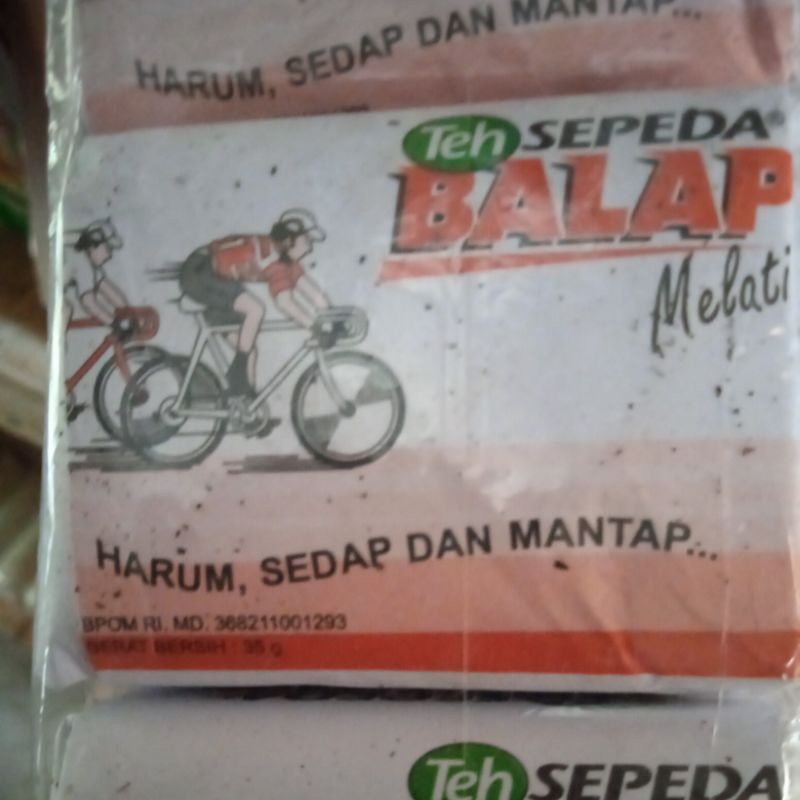 HARUM, SEDAP DAN MANTAP...
Teh SEPEDA®
BALAP
Melati
HARUM, SEDAP DAN MANTAP...
BPOM RI. MD. 368211001293
BERAT BERSIH : 35 g
Teh SEPEDA